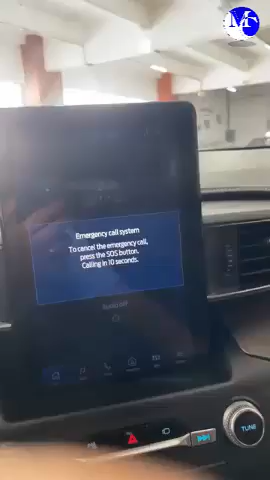 M
Emergency call system
To cancel the emergency call,
press the SOS button.
Calling in 10 seconds.
TUNE